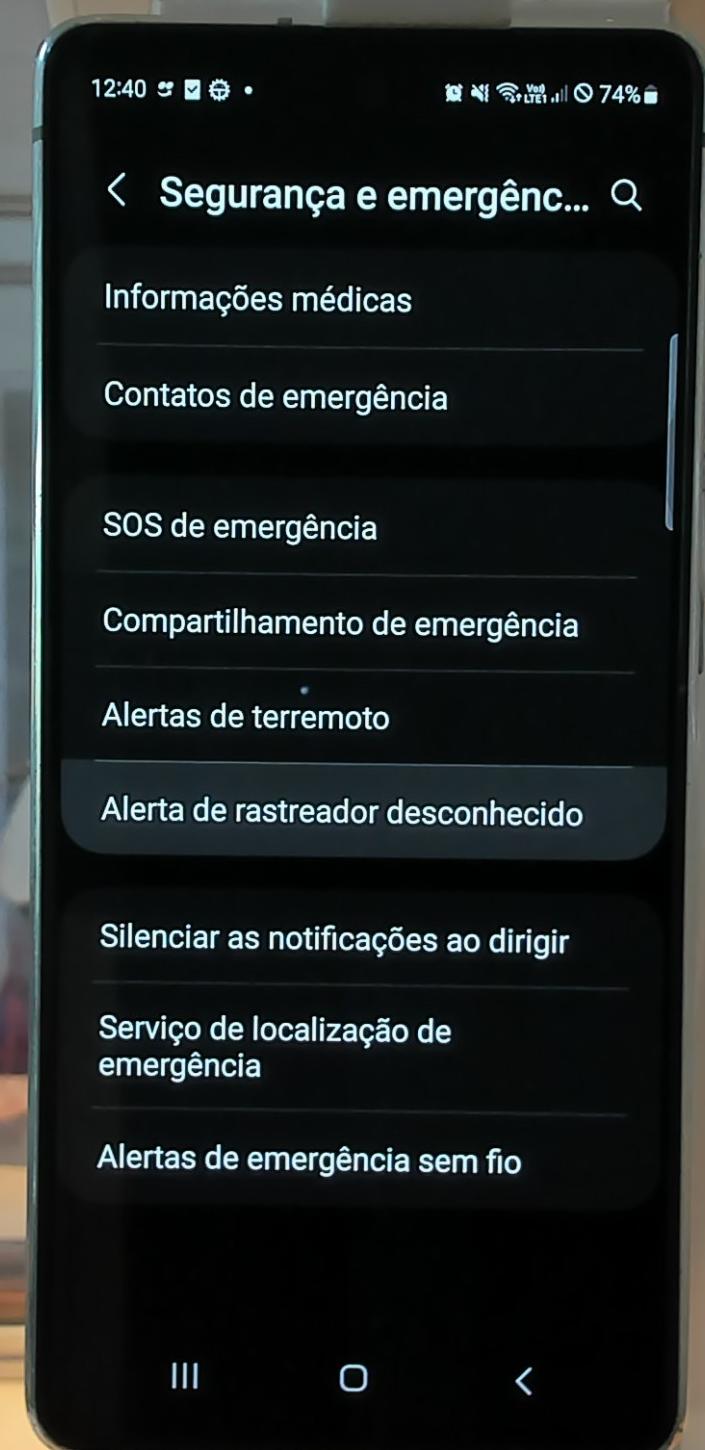 12:40
Vo) LTE1 74%
Segurança e emergênc...
Informações médicas
Contatos de emergência
SOS de emergência
Compartilhamento de emergência
Alertas de terremoto
Alerta de rastreador desconhecido
Silenciar as notificações ao dirigir
Serviço de localização de
emergência
Alertas de emergência sem fio